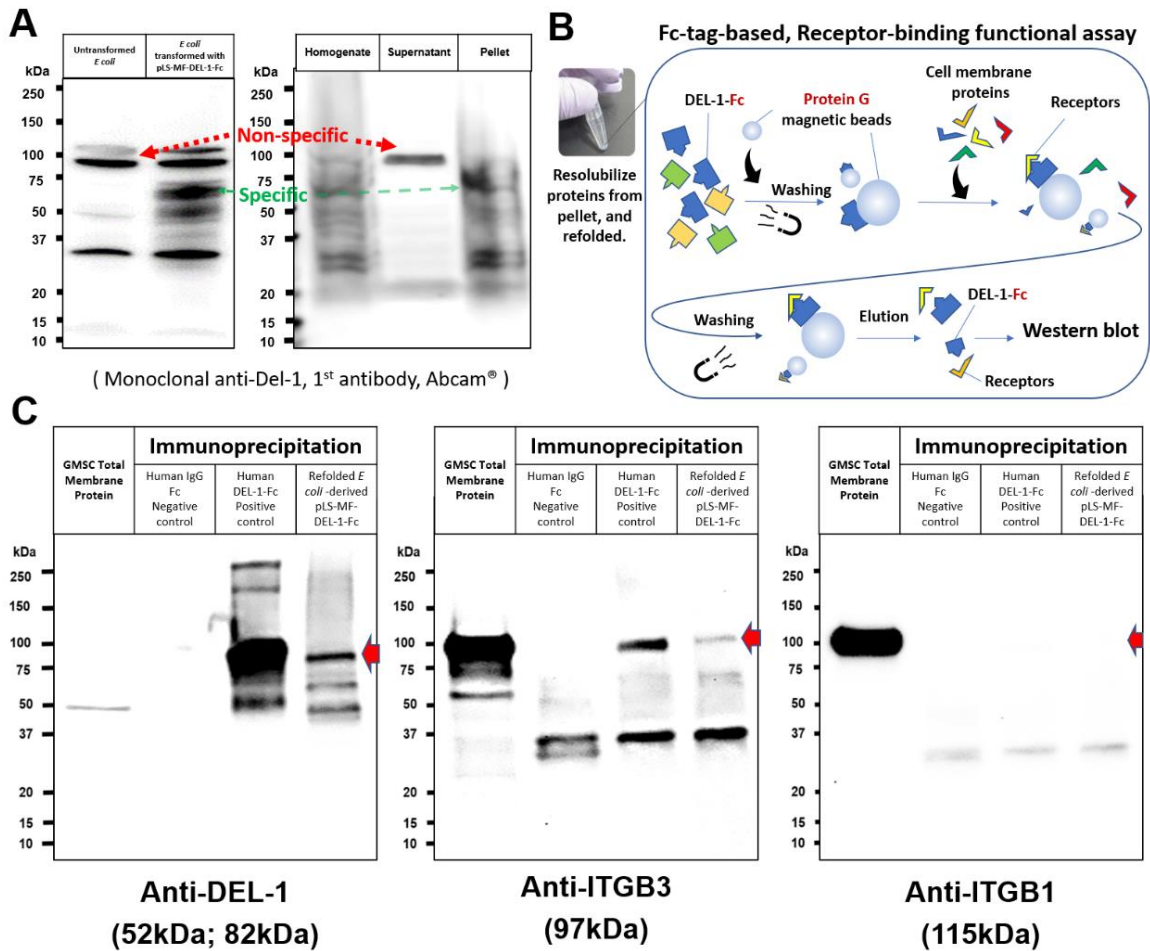 A
Untransformed
E coli
E coli
transformed with
pLS-MF-DEL-1-Fc
Homogenate
Supernatant
Pellet
kDa
250
150
100
75
50
37
20
15
10
kDa
250
150
100
75
50
37
20
15
10
Non-specific
Specific
( Monoclonal anti-Del-1, 1st antibody, Abcam® )
B
Fc-tag-based, Receptor-binding functional assay
Resolubilize
proteins from
pellet, and
refolded.
DEL-1-Fc
Protein G
magnetic beads
Cell membrane
proteins
Receptors
Washing
Washing
Elution
DEL-1-Fc
Western blot
Receptors
C
GMSC Total
Membrane
Protein
Immunoprecipitation
Human IgG
Fc
Negative
control
Human
DEL-1-Fc
Positive
control
Refolded E
coli -derived
pLS-MF-
DEL-1-Fc
kDa
250
150
100
75
50
37
20
15
10
Anti-DEL-1
(52kDa; 82kDa)
GMSC Total
Membrane
Protein
Immunoprecipitation
Human IgG
Fc
Negative
control
Human
DEL-1-Fc
Positive
control
Refolded E
coli -derived
pLS-MF-
DEL-1-Fc
kDa
250
150
100
75
50
37
20
15
10
Anti-ITGB3
(97kDa)
GMSC Total
Membrane
Protein
Immunoprecipitation
Human IgG
Fc
Negative
control
Human
DEL-1-Fc
Positive
control
Refolded E
coli -derived
pLS-MF-
DEL-1-Fc
kDa
250
150
100
75
50
37
20
15
10
Anti-ITGB1
(115kDa)